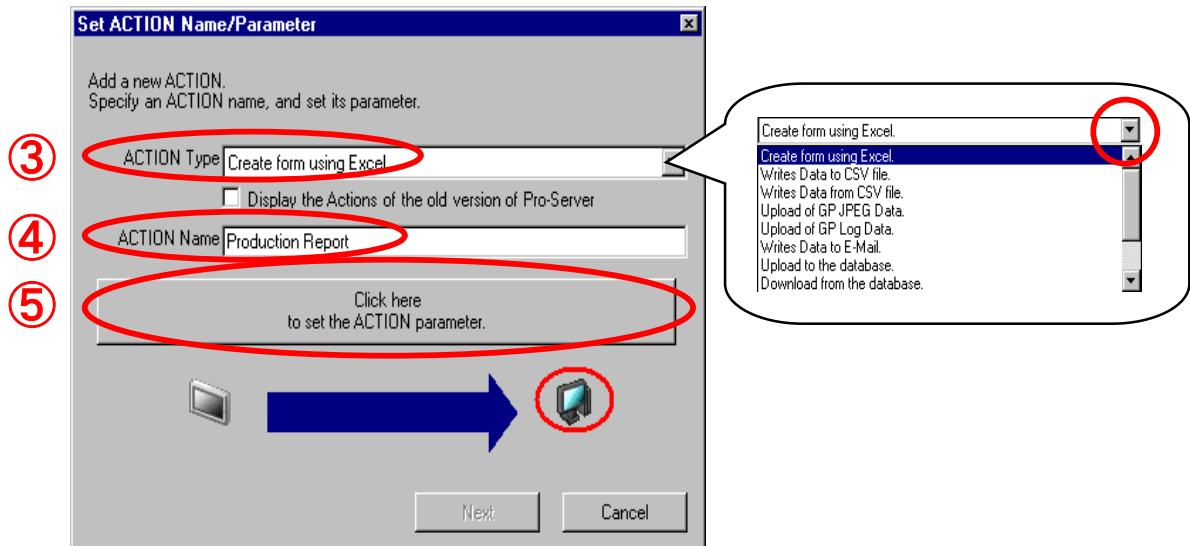 Set ACTION Name/Parameter
Add a new ACTION.
Specify an ACTION name, and set its parameter.
③
ACTION Type
Create form using Excel.
Display the Actions of the old version of Pro-Server
④
ACTION Name
Production Report
⑤
Click here
to set the ACTION parameter.
Next
Cancel
Create form using Excel.
Create form using Excel.
Writes Data to CSV file.
Writes Data from CSV file.
Upload of GP JPEG Data.
Upload of GP Log Data.
Writes Data to E-Mail.
Upload to the database.
Download from the database.